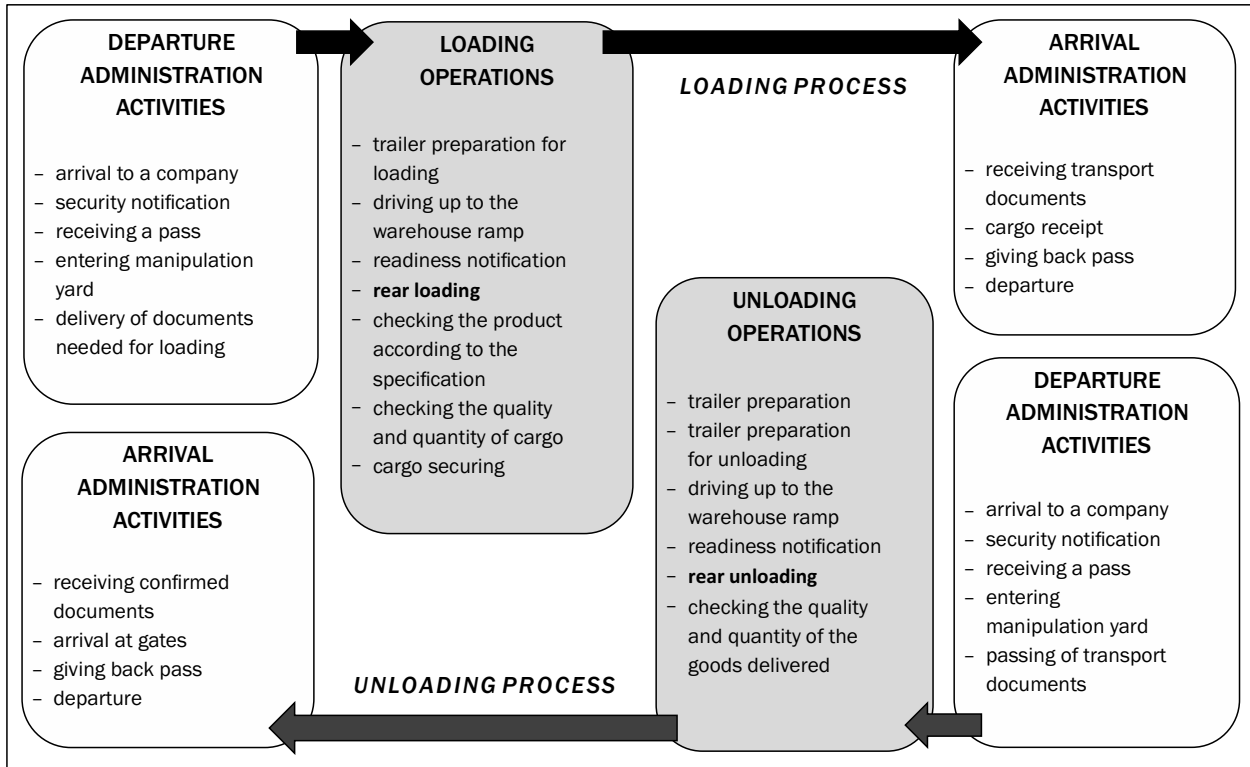 DEPARTURE
ADMINISTRATION
ACTIVITIES
– arrival to a company
– security notification
– receiving a pass
– entering manipulation
yard
– delivery of documents
needed for loading
LOADING
OPERATIONS
– trailer preparation for
loading
– driving up to the
warehouse ramp
– readiness notification
– rear loading
– checking the product
according to the
specification
– checking the quality
and quantity of cargo
– cargo securing
LOADING PROCESS
ARRIVAL
ADMINISTRATION
ACTIVITIES
– receiving transport
documents
– cargo receipt
– giving back pass
– departure
DEPARTURE
ADMINISTRATION
ACTIVITIES
– arrival to a company
– security notification
– receiving a pass
– entering
manipulation yard
– passing of transport
documents
UNLOADING
OPERATIONS
– trailer preparation
– trailer preparation
for unloading
– driving up to the
warehouse ramp
– readiness notification
– rear unloading
– checking the quality
and quantity of the
goods delivered
UNLOADING PROCESS
ARRIVAL
ADMINISTRATION
ACTIVITIES
– receiving confirmed
documents
– arrival at gates
– giving back pass
– departure